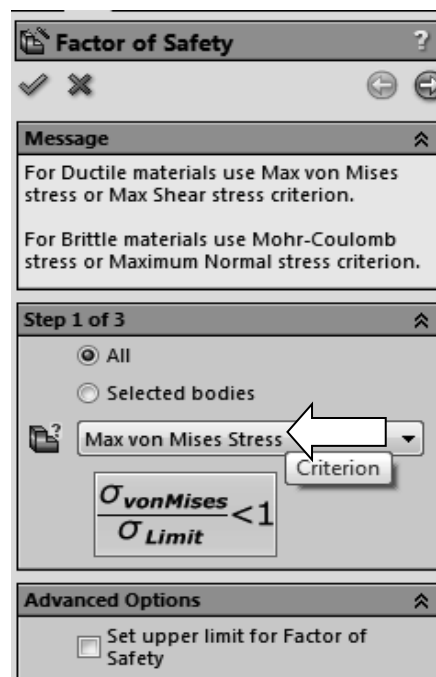 Factor of Safety
?
Message
For Ductile materials use Max von Mises
stress or Max Shear stress criterion.
For Brittle materials use Mohr-Coulomb
stress or Maximum Normal stress criterion.
Step 1 of 3
All
Selected bodies
Max von Mises Stress
Criterion
σvonMises
σLimit
<1
Advanced Options
Set upper limit for Factor of
Safety